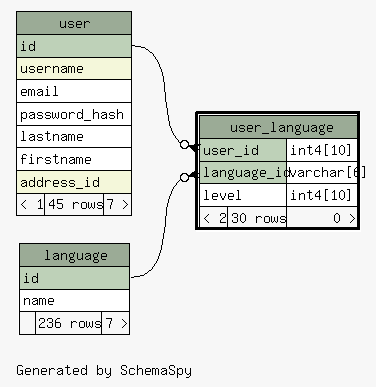 user
id
username
email
password_hash
lastname
firstname
address_id
< 1 45 rows 7 >
user_language
user_id int4[10]
language_id varchar[6]
level int4[10]
< 2 30 rows 0 >
language
id
name
236 rows 7 >
Generated by SchemaSpy